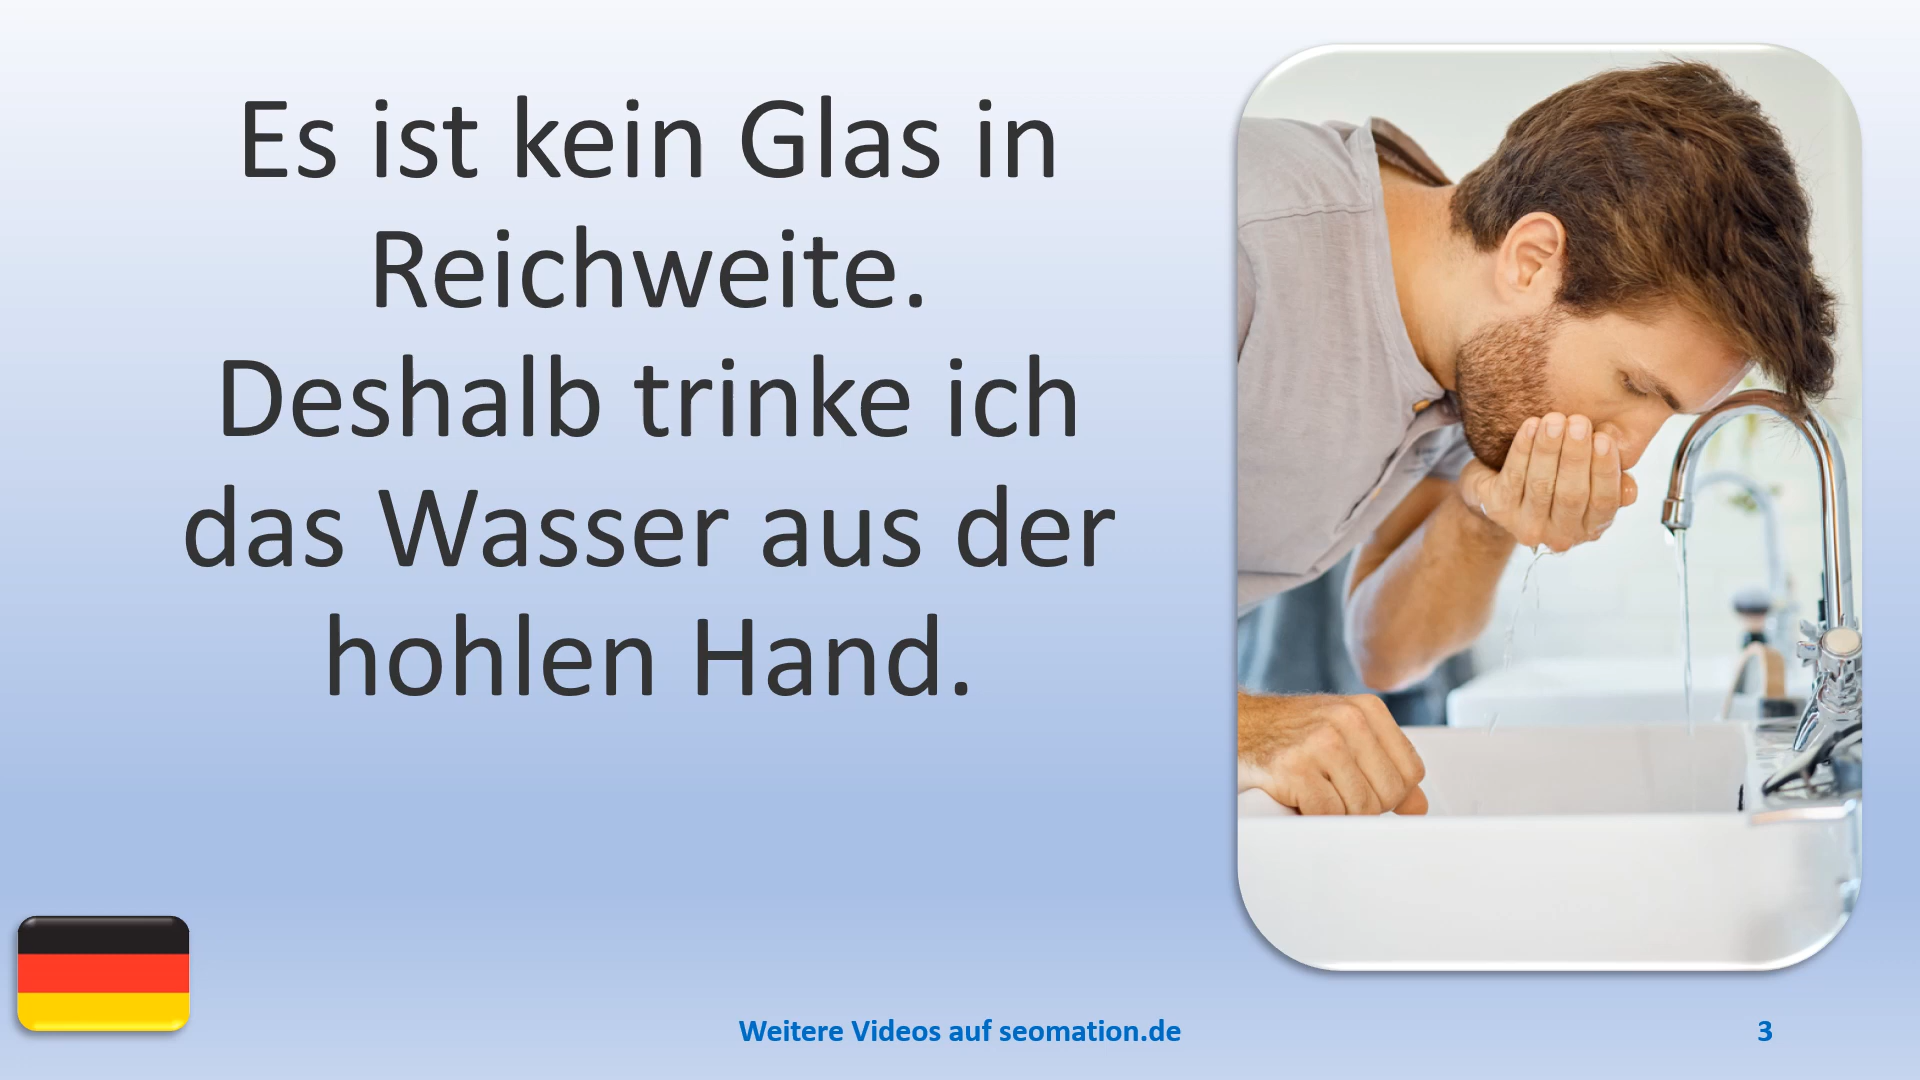 Es ist kein Glas in
Reichweite.
Deshalb trinke ich
das Wasser aus der
hohlen Hand.
Weitere Videos auf seomation.de
3